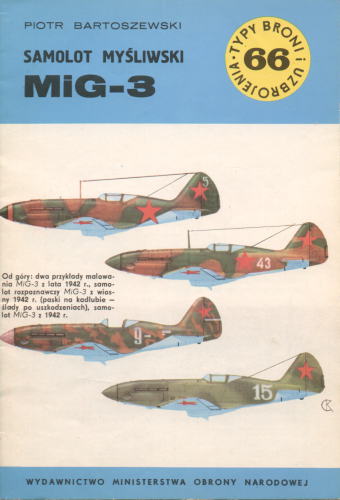 PIOTR BARTOSZEWSKI
SAMOLOT MYŚLIWSKI
MiG-3
TYPY BRONI i UZBROJENIA •
66
5
Od góry: dwa przykłady malowa-
nia MiG-3 z lata 1942 r., samo-
lot rozpoznawczy MiG-3 z wios-
ny 1942 r. (paski na kadłubie —
ślady po uszkodzeniach), samo-
lot MiG-3 z 1942 r.
43
9
15
WYDAWNICTWO MINISTERSTWA OBRONY NARODOWEJ